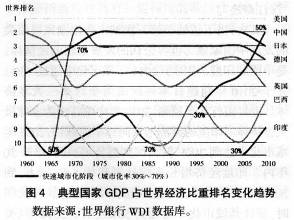 世界排名
1
2
3
4
5
6
7
8
9
10
美国
中国
日本
德国
英国
巴西
印度
50%
70%
50%
70%
30%
30%
1960 1965 1970 1975 1980 1985 1990 1995 2000 2005 2010
快速城市化阶段(城市化率30%～70%)
图4 典型国家GDP占世界经济比重排名变化趋势
数据来源:世界银行WDI数据库。